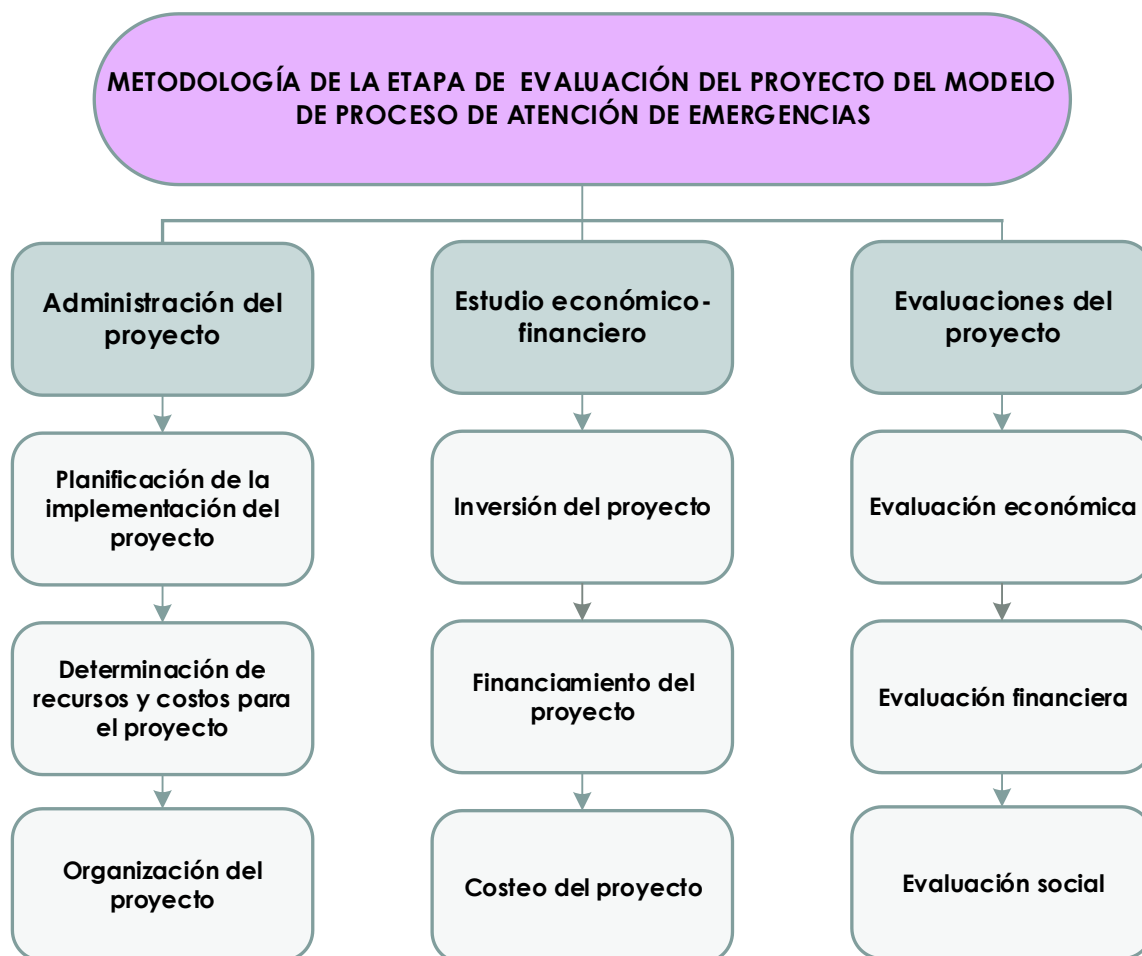 METODOLOGÍA DE LA ETAPA DE EVALUACIÓN DEL PROYECTO DEL MODELO
DE PROCESO DE ATENCIÓN DE EMERGENCIAS
Administración del
proyecto
Planificación de la
implementación del
proyecto
Determinación de
recursos y costos para
el proyecto
Organización del
proyecto
Estudio económico-
financiero
Inversión del proyecto
Financiamiento del
proyecto
Costeo del proyecto
Evaluaciones del
proyecto
Evaluación económica
Evaluación financiera
Evaluación social